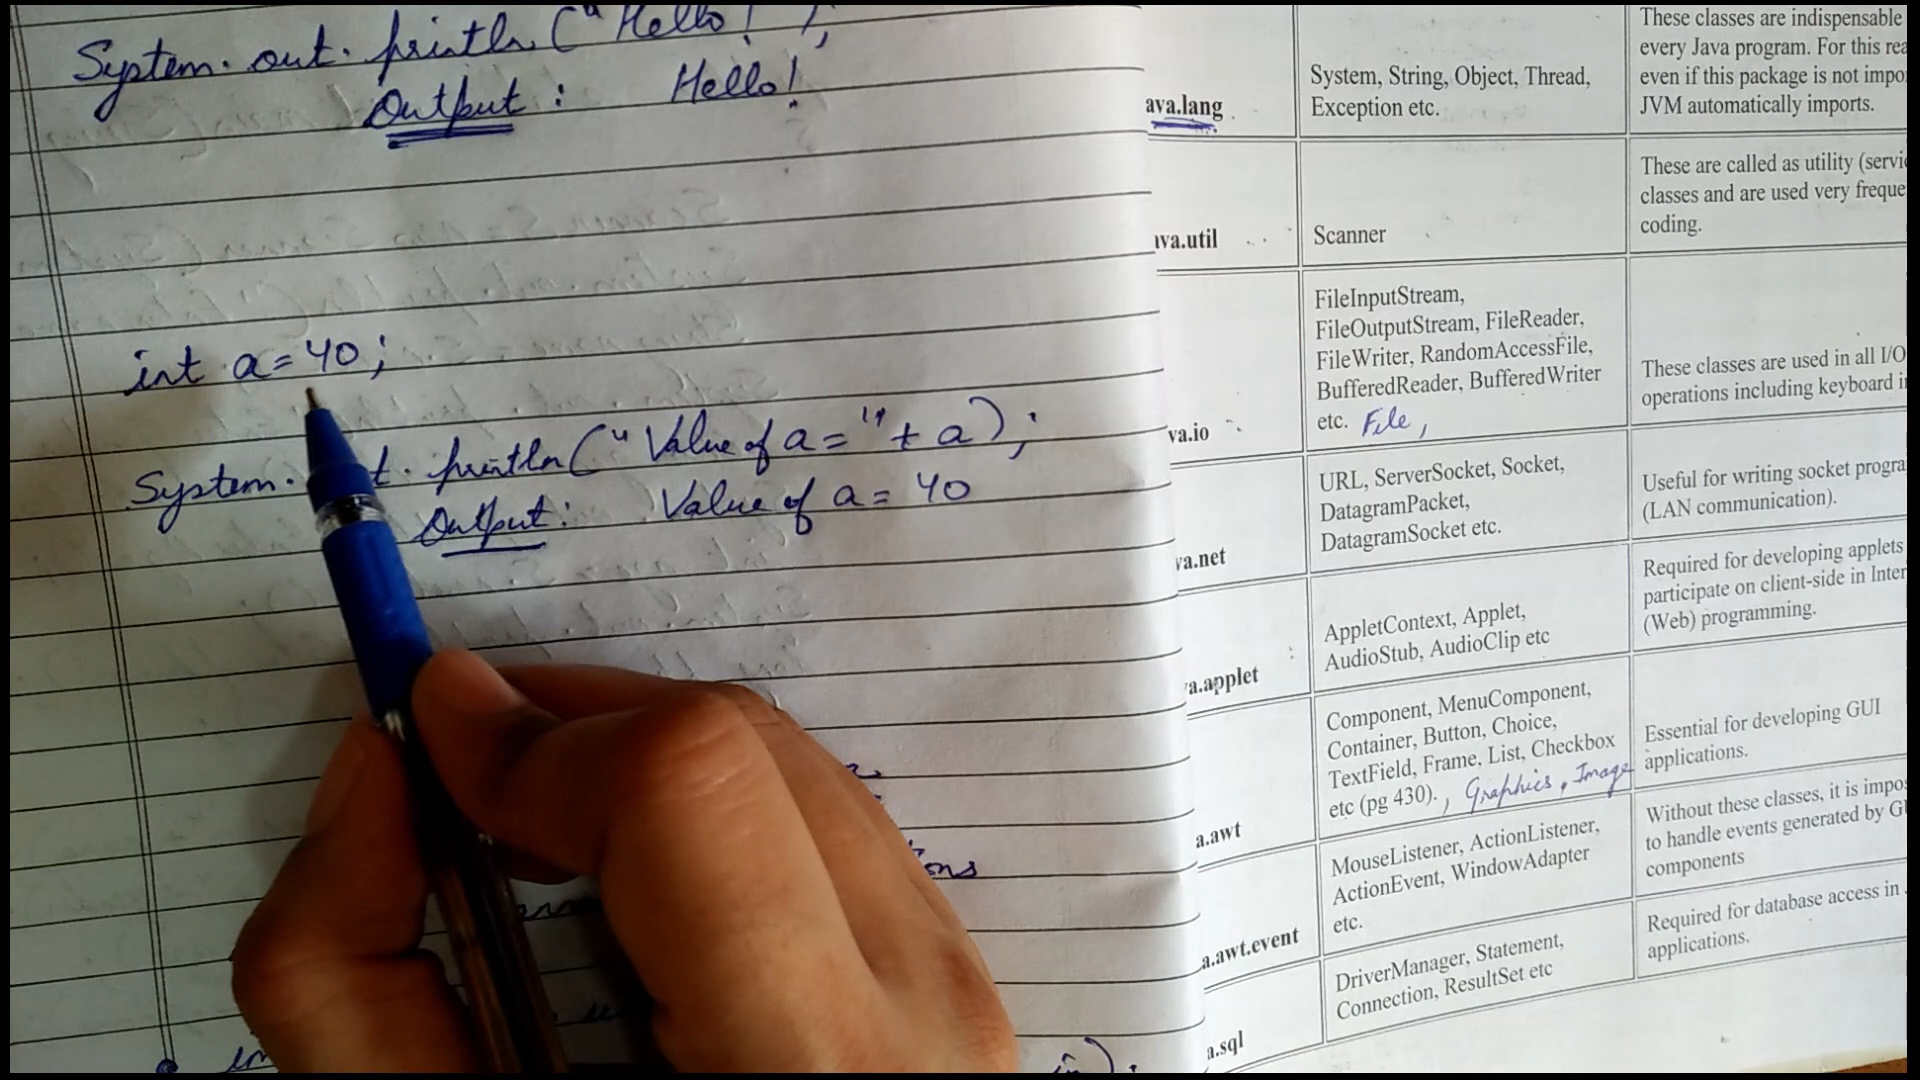 System.out.println("Hello!");
Output: Hello!
int a=40;
System. t.println("Value of a="+a);
Output: Value of a=40
ons
in);
ava.lang
System, String, Object, Thread,
Exception etc.
These classes are indispensable
every Java program. For this rea
even if this package is not impo
JVM automatically imports.
ava.util
Scanner
These are called as utility (servi
classes and are used very freque
coding.
va.io
FileInputStream,
FileOutputStream, FileReader,
FileWriter, RandomAccessFile,
BufferedReader, BufferedWriter
etc. File,
These classes are used in all I/O
operations including keyboard i
va.net
URL, ServerSocket, Socket,
DatagramPacket,
DatagramSocket etc.
Useful for writing socket progra
(LAN communication).
a.applet
AppletContext, Applet,
AudioStub, AudioClip etc
Required for developing applets
participate on client-side in Inter
(Web) programming.
a.awt
Component, MenuComponent,
Container, Button, Choice,
TextField, Frame, List, Checkbox
etc (pg 430)., Graphics, Image
Essential for developing GUI
applications.
a.awt.event
MouseListener, ActionListener,
ActionEvent, WindowAdapter
etc.
Without these classes, it is impos
to handle events generated by G
components
a.sql
DriverManager, Statement,
Connection, ResultSet etc
Required for database access in
applications.